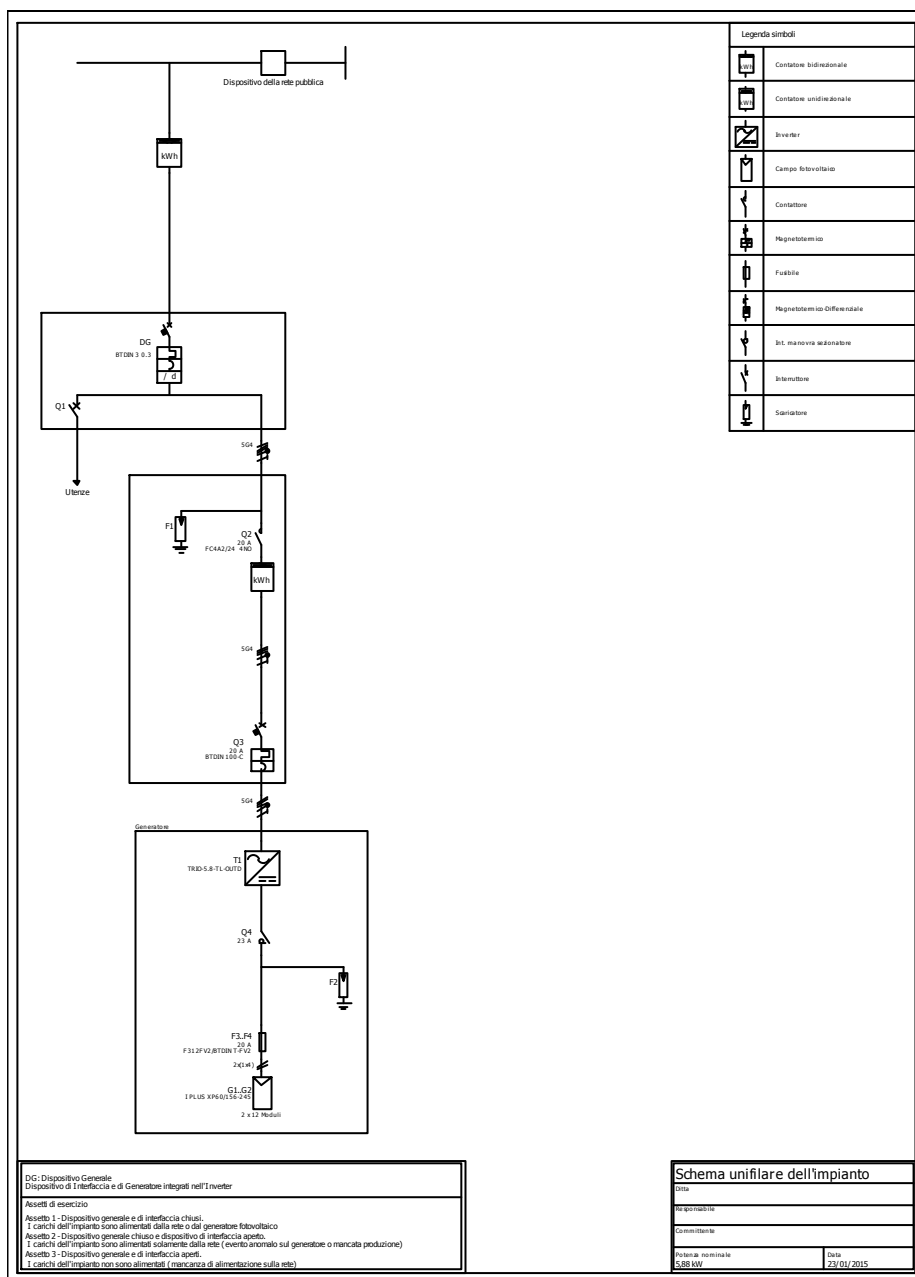 Legenda simboli
kWh
Contatore bidirezionale
kWh
Contatore unidirezionale
Inverter
Campo fotovoltaico
Contattore
Magnetotermico
Fusibile
Magnetotermico-Differenziale
Int. manovra sezionatore
Interruttore
Scaricatore
Dispositivo della rete pubblica
kWh
DG
BTDIN 3 0.3
/ d
Q1
Utenze
5G4
F1
Q2
20 A
FC4A2/24 4NO
kWh
5G4
Q3
20 A
BTDIN 100-C
5G4
Generatore
T1
TRIO-5.8-TL-OUTD
Q4
23 A
F2
F3..F4
20 A
F312FV2/BTDIN T-FV2
2x(1x4)
G1..G2
I PLUS XP60/156-245
2 x 12 Moduli
DG: Dispositivo Generale
Dispositivo di Interfaccia e di Generatore integrati nell'Inverter
Assetti di esercizio
Assetto 1 - Dispositivo generale e di interfaccia chiusi.
I carichi dell'impianto sono alimentati dalla rete o dal generatore fotovoltaico
Assetto 2 - Dispositivo generale chiuso e dispositivo di interfaccia aperto.
I carichi dell'impianto sono alimentati solamente dalla rete ( evento anomalo sul generatore o mancata produzione)
Assetto 3 - Dispositivo generale e di interfaccia aperti.
I carichi dell'impianto non sono alimentati ( mancanza di alimentazione sulla rete)
Schema unifilare dell'impianto
Ditta
Responsabile
Committente
Potenza nominale
5,88 kW
Data
23/01/2015